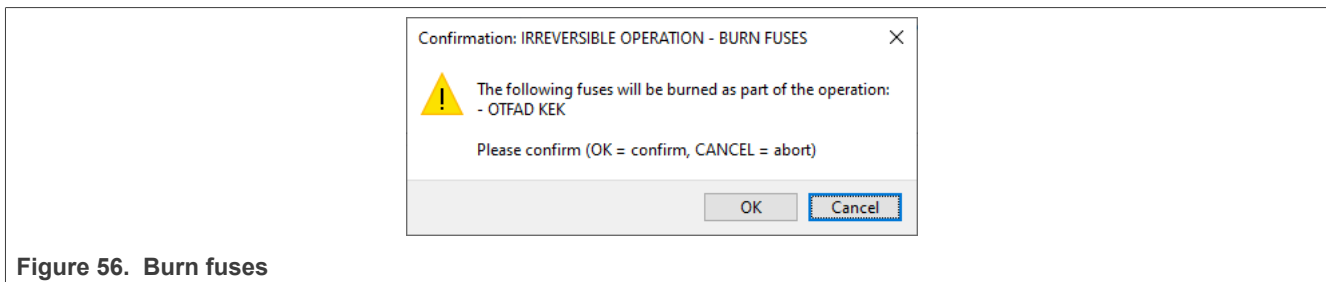 Confirmation: IRREVERSIBLE OPERATION - BURN FUSES
The following fuses will be burned as part of the operation:
- OTFAD KEK
Please confirm (OK = confirm, CANCEL = abort)
OK Cancel
Figure 56. Burn fuses